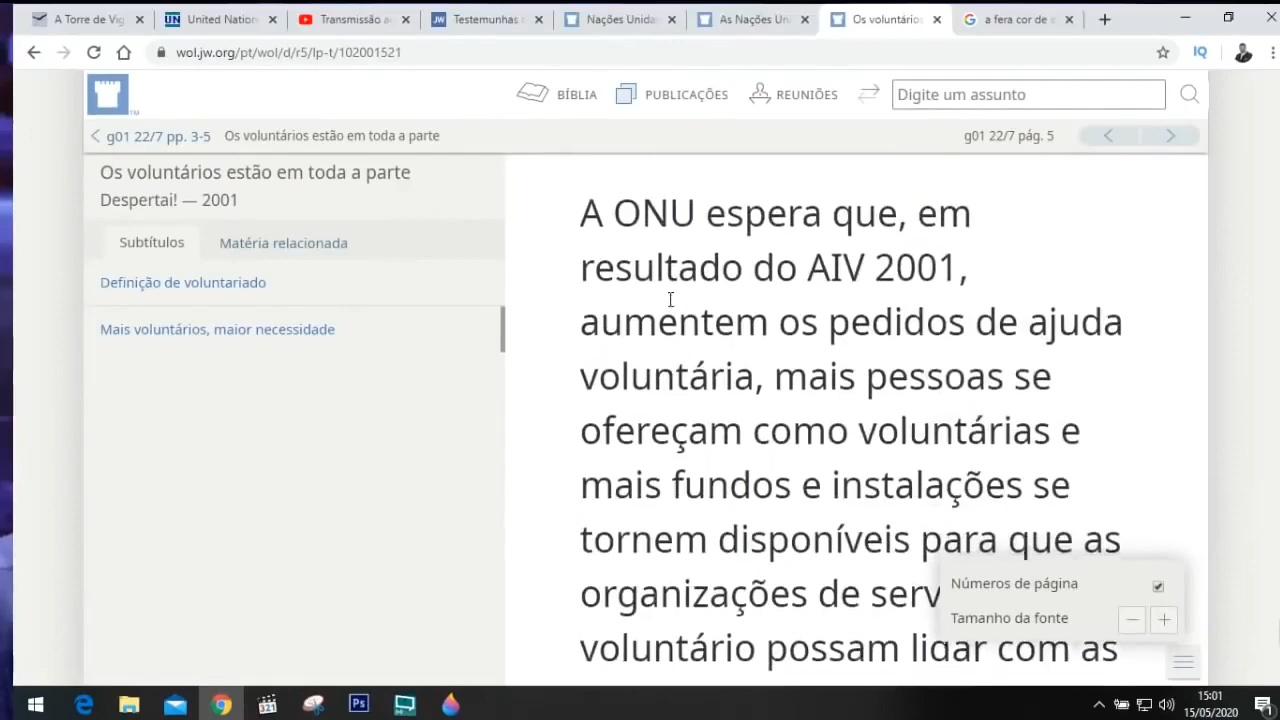 A Torre de Vig
United Nation
Transmissão a
Testemunhas
Nações Unida
As Nações Un
Os voluntários
a fera cor de e
wol.jw.org/pt/wol/d/r5/lp-t/102001521
IQ
BÍBLIA
PUBLICAÇÕES
REUNIÕES
Digite um assunto
g01 22/7 pp. 3-5
Os voluntários estão em toda a parte
g01 22/7 pág. 5
Os voluntários estão em toda a parte
Despertai! — 2001
Subtítulos
Matéria relacionada
Definição de voluntariado
Mais voluntários, maior necessidade
A ONU espera que, em
resultado do AIV 2001,
aumentem os pedidos de ajuda
voluntária, mais pessoas se
ofereçam como voluntárias e
mais fundos e instalações se
tornem disponíveis para que as
organizações de serv
voluntário possam ligar com as
Números de página
Tamanho da fonte
Ps
15:01
15/05/2020